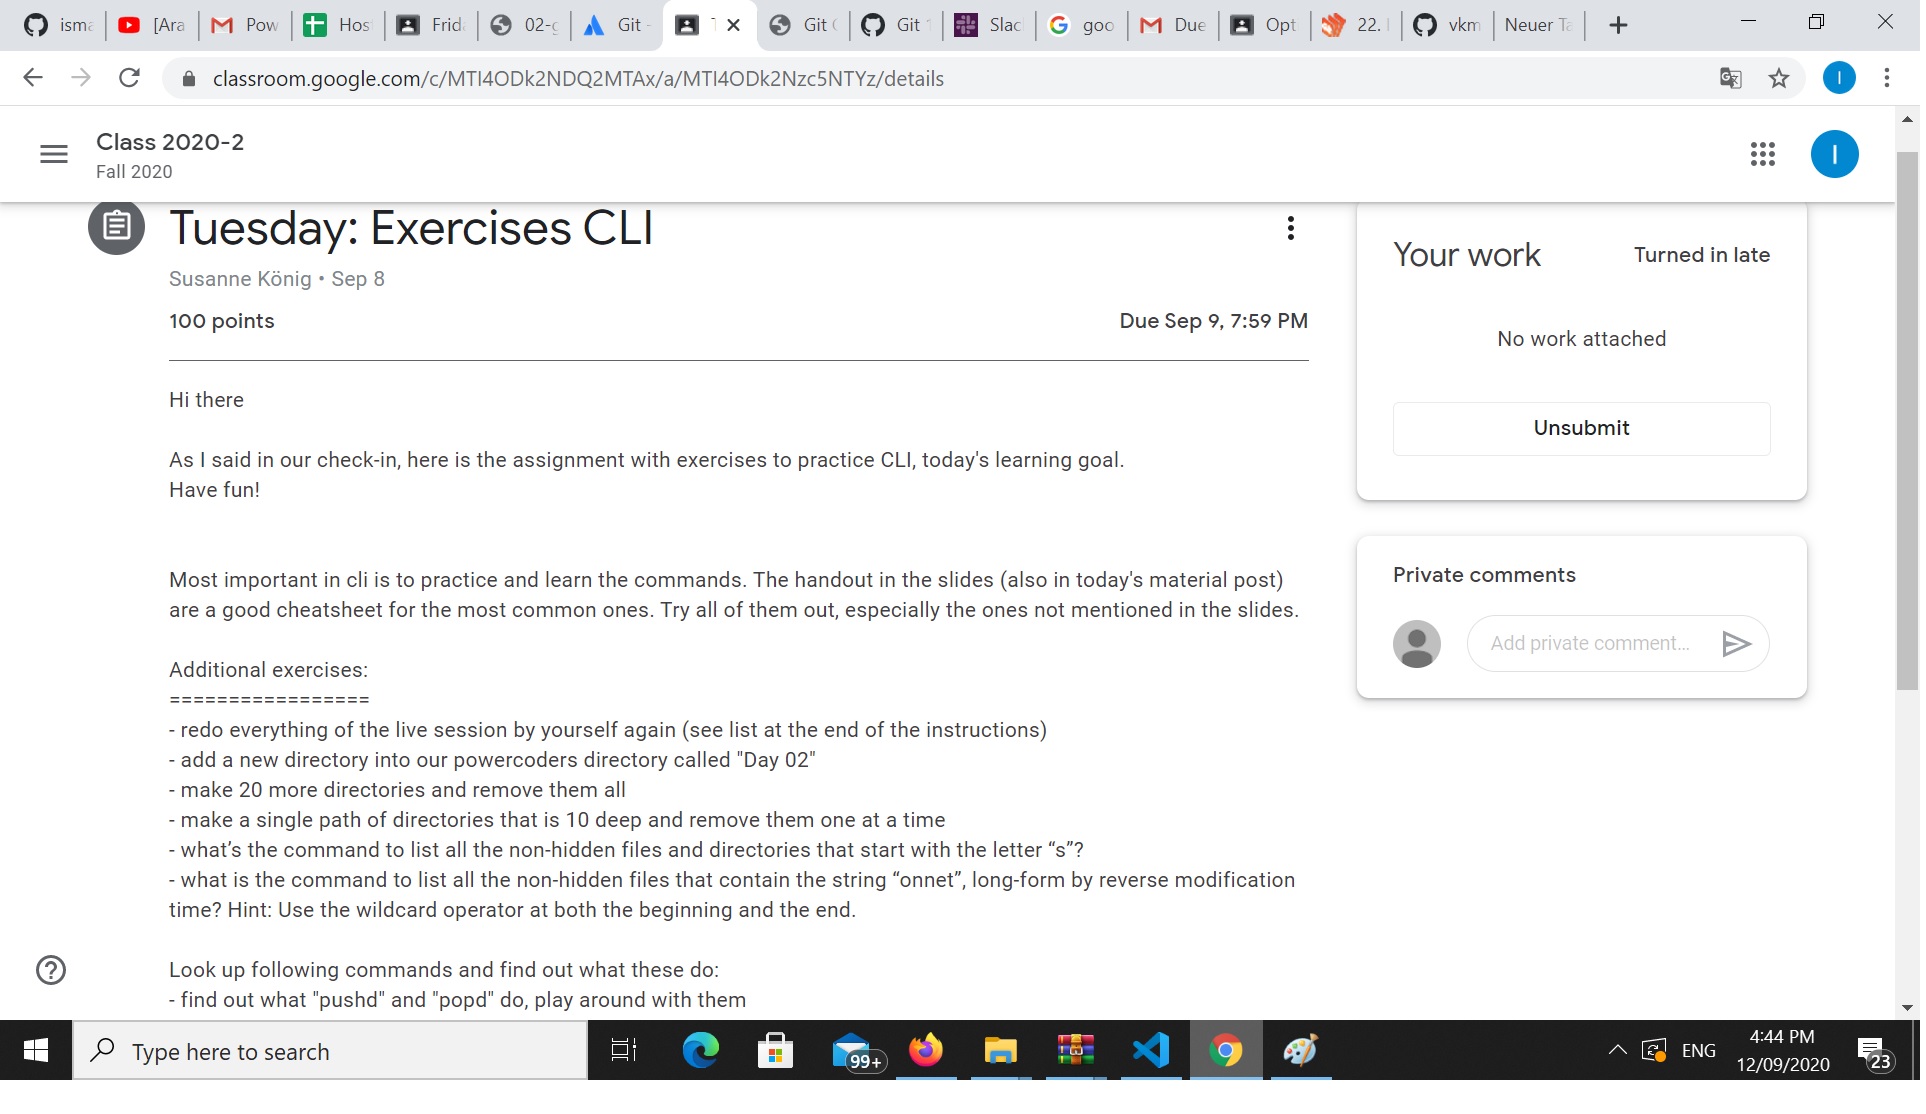 isma
[Ara
Pow
Hos
Frid
02-g
Git -
T
Git (
Git
Slac
goo
Due
Opt
22.
vkm
Neuer Ta
classroom.google.com/c/MTI4ODk2NDQ2MTAx/a/MTI4ODk2Nzc5NTYz/details
I
Class 2020-2
Fall 2020
I
Tuesday: Exercises CLI
Susanne König • Sep 8
100 points
Due Sep 9, 7:59 PM
Your work
Turned in late
No work attached
Unsubmit
Hi there
As I said in our check-in, here is the assignment with exercises to practice CLI, today's learning goal.
Have fun!
Most important in cli is to practice and learn the commands. The handout in the slides (also in today's material post)
are a good cheatsheet for the most common ones. Try all of them out, especially the ones not mentioned in the slides.
Private comments
Add private comment...
Additional exercises:
=================
- redo everything of the live session by yourself again (see list at the end of the instructions)
- add a new directory into our powercoders directory called "Day 02"
- make 20 more directories and remove them all
- make a single path of directories that is 10 deep and remove them one at a time
- what’s the command to list all the non-hidden files and directories that start with the letter “s”?
- what is the command to list all the non-hidden files that contain the string “onnet”, long-form by reverse modification
time? Hint: Use the wildcard operator at both the beginning and the end.
Look up following commands and find out what these do:
- find out what "pushd" and "popd" do, play around with them
Type here to search
99+
ENG
4:44 PM
12/09/2020
23